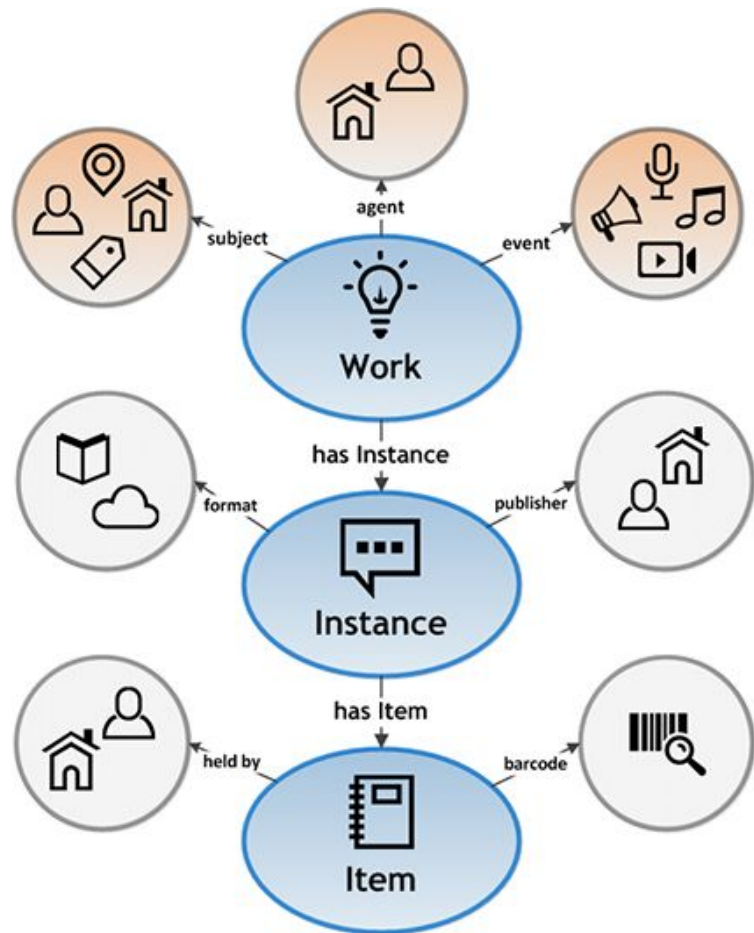 agent
subject
event
Work
has Instance
format
publisher
Instance
has Item
held by
barcode
Item